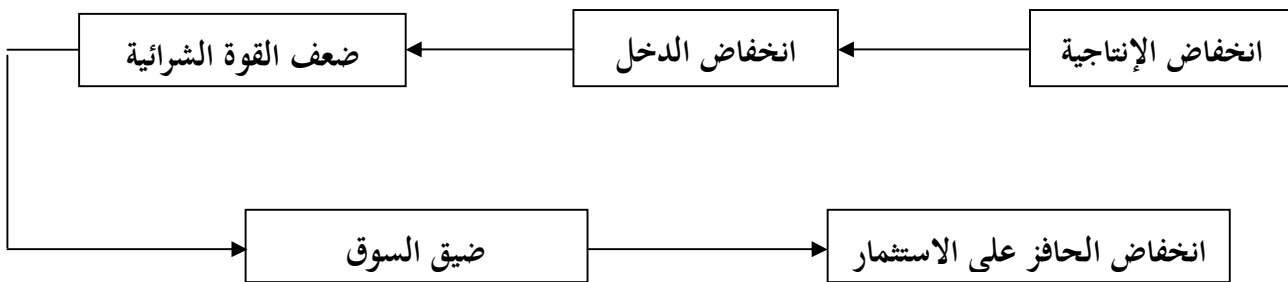 انخفاض الإنتاجية
انخفاض الدخل
ضعف القوة الشرائية
ضيق السوق
انخفاض الحافز على الاستثمار